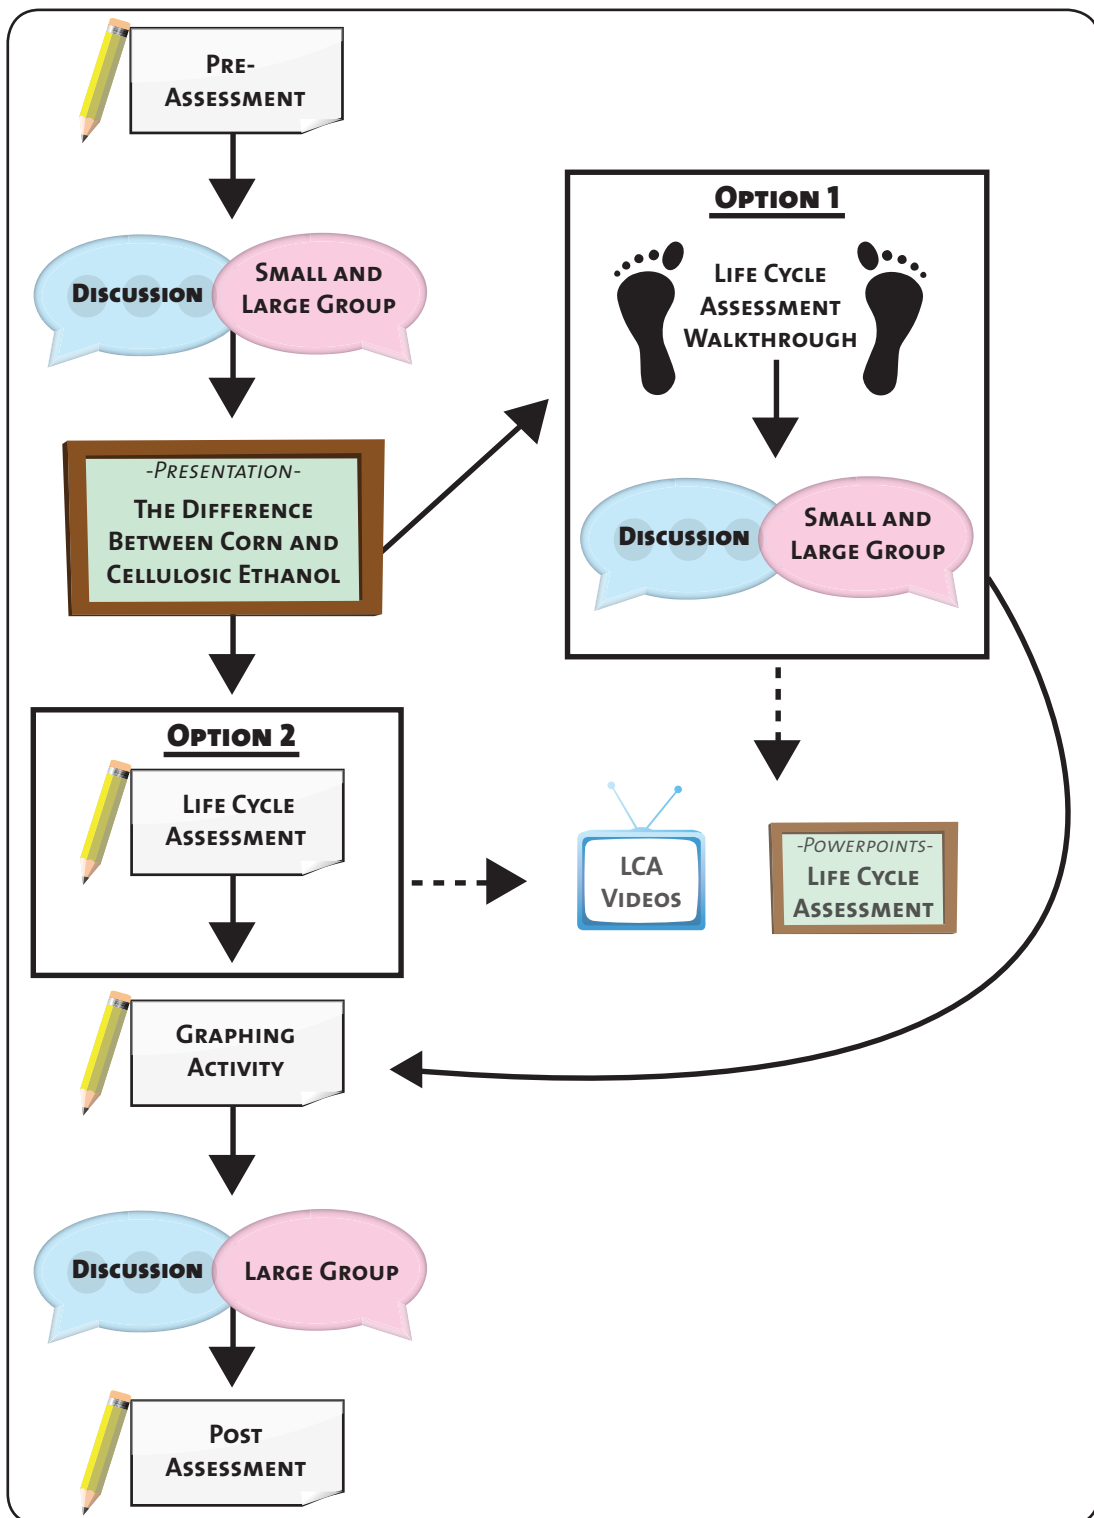 Pre-
Assessment
Discussion
Small and
Large Group
-Presentation-
The Difference
Between Corn and
Cellulosic Ethanol
Option 1
Life Cycle
Assessment
Walkthrough
Discussion
Small and
Large Group
Option 2
Life Cycle
Assessment
LCA
Videos
-Powerpoints-
Life Cycle
Assessment
Graphing
Activity
Discussion
Large Group
Post
Assessment